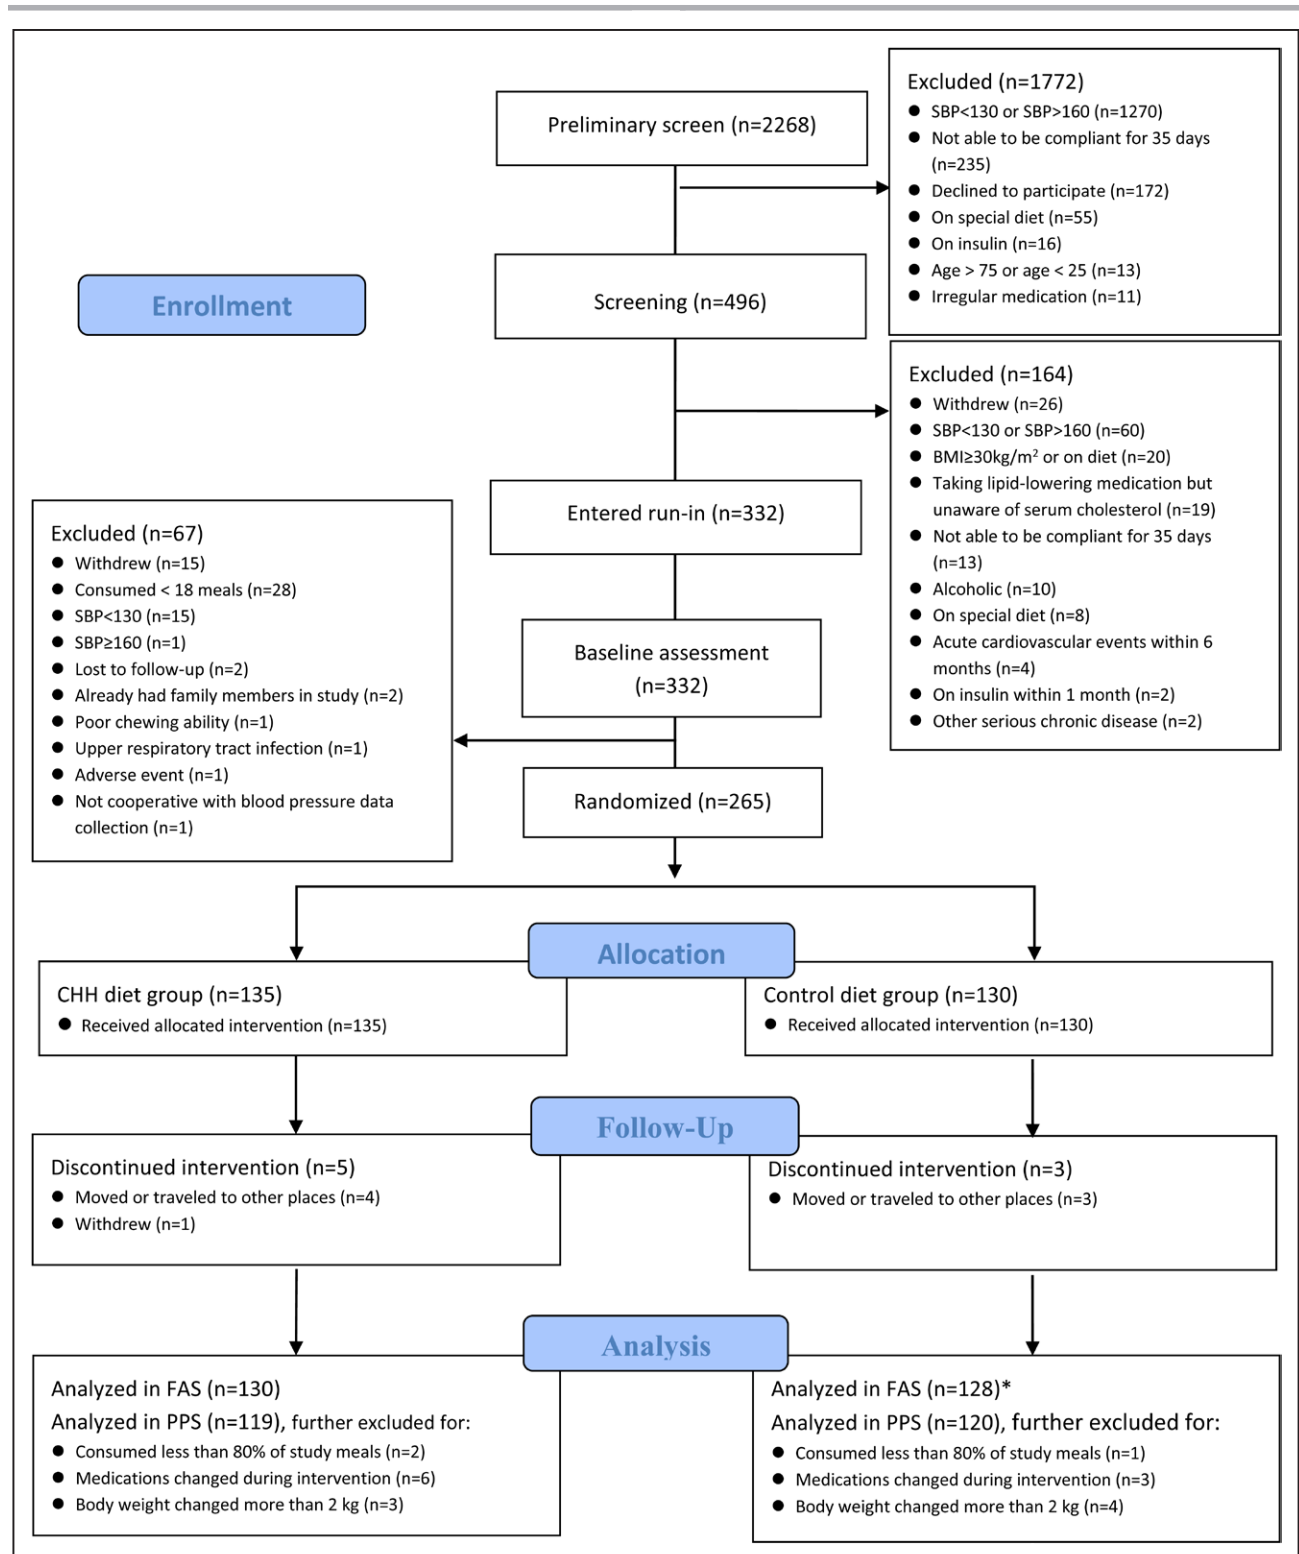 Preliminary screen (n=2268)
Excluded (n=1772)
● SBP<130 or SBP>160 (n=1270)
● Not able to be compliant for 35 days
(n=235)
● Declined to participate (n=172)
● On special diet (n=55)
● On insulin (n=16)
● Age > 75 or age < 25 (n=13)
● Irregular medication (n=11)
Enrollment
Screening (n=496)
Excluded (n=164)
● Withdrew (n=26)
● SBP<130 or SBP>160 (n=60)
● BMI≥30kg/m² or on diet (n=20)
● Taking lipid-lowering medication but
unaware of serum cholesterol (n=19)
● Not able to be compliant for 35 days
(n=13)
● Alcoholic (n=10)
● On special diet (n=8)
● Acute cardiovascular events within 6
months (n=4)
● On insulin within 1 month (n=2)
● Other serious chronic disease (n=2)
Entered run-in (n=332)
Baseline assessment
(n=332)
Excluded (n=67)
● Withdrew (n=15)
● Consumed < 18 meals (n=28)
● SBP<130 (n=15)
● SBP≥160 (n=1)
● Lost to follow-up (n=2)
● Already had family members in study (n=2)
● Poor chewing ability (n=1)
● Upper respiratory tract infection (n=1)
● Adverse event (n=1)
● Not cooperative with blood pressure data
collection (n=1)
Randomized (n=265)
Allocation
CHH diet group (n=135)
● Received allocated intervention (n=135)
Control diet group (n=130)
● Received allocated intervention (n=130)
Follow-Up
Discontinued intervention (n=5)
● Moved or traveled to other places (n=4)
● Withdrew (n=1)
Discontinued intervention (n=3)
● Moved or traveled to other places (n=3)
Analysis
Analyzed in FAS (n=130)
Analyzed in PPS (n=119), further excluded for:
● Consumed less than 80% of study meals (n=2)
● Medications changed during intervention (n=6)
● Body weight changed more than 2 kg (n=3)
Analyzed in FAS (n=128)*
Analyzed in PPS (n=120), further excluded for:
● Consumed less than 80% of study meals (n=1)
● Medications changed during intervention (n=3)
● Body weight changed more than 2 kg (n=4)